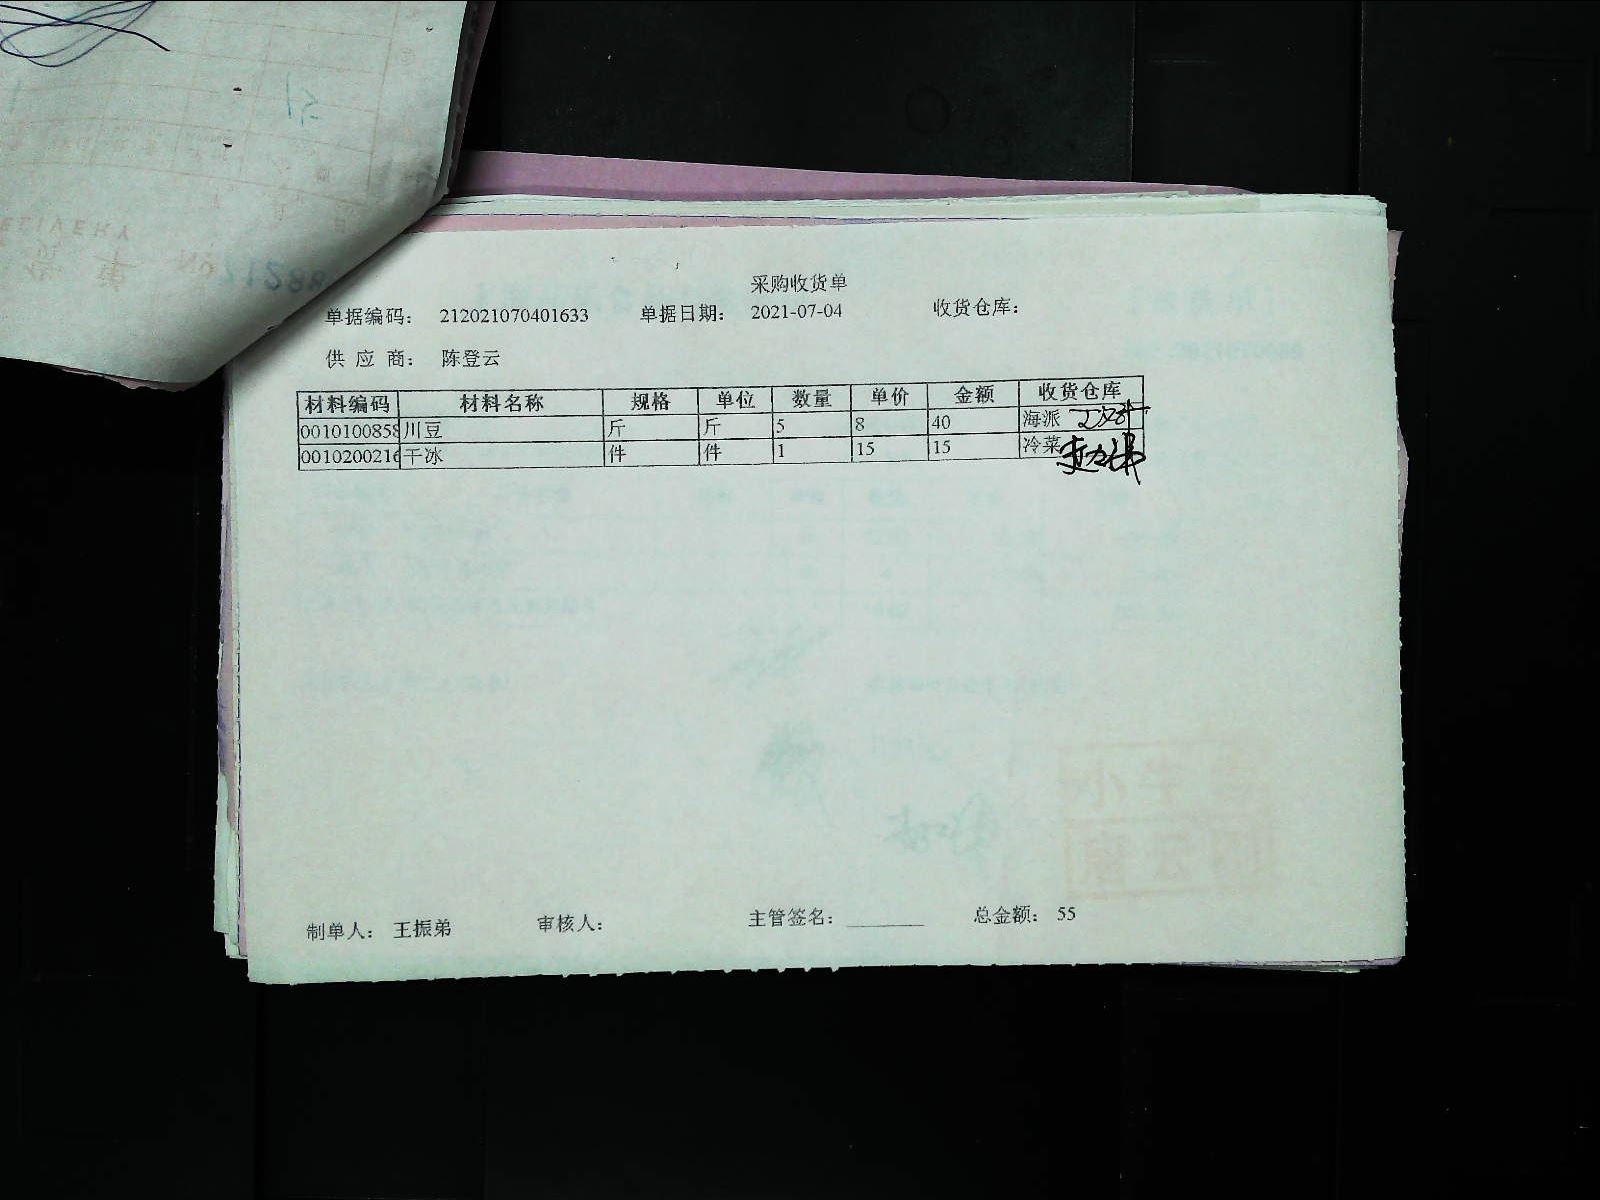 采购收货单
单据编码： 212021070401633 单据日期： 2021-07-04 收货仓库：
供 应 商： 陈登云
材料编码 材料名称 规格 单位 数量 单价 金额 收货仓库
0010100858 川豆 斤 斤 5 8 40 海派
001020021 干冰 件 件 1 15 15 冷菜
制单人： 王振弟 审核人： 主管签名：________ 总金额： 55